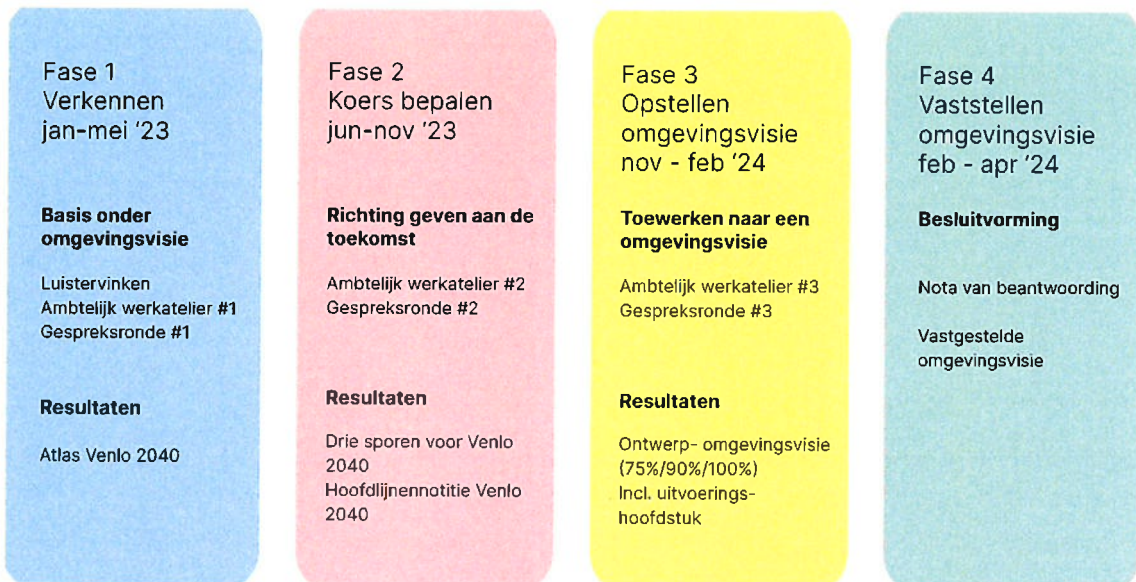 Fase 1
Verkennen
jan-mei '23
Basis onder
omgevingsvisie
Luistervinken
Ambtelijk werkatelier #1
Gespreksronde #1
Resultaten
Atlas Venlo 2040
Fase 2
Koers bepalen
jun-nov '23
Richting geven aan de
toekomst
Ambtelijk werkatelier #2
Gespreksronde #2
Resultaten
Drie sporen voor Venlo
2040
Hoofdlijnennotitie Venlo
2040
Fase 3
Opstellen
omgevingsvisie
nov - feb '24
Toewerken naar een
omgevingsvisie
Ambtelijk werkatelier #3
Gespreksronde #3
Resultaten
Ontwerp- omgevingsvisie
(75%/90%/100%)
Incl. uitvoerings-
hoofdstuk
Fase 4
Vaststellen
omgevingsvisie
feb - apr '24
Besluitvorming
Nota van beantwoording
Vastgestelde
omgevingsvisie